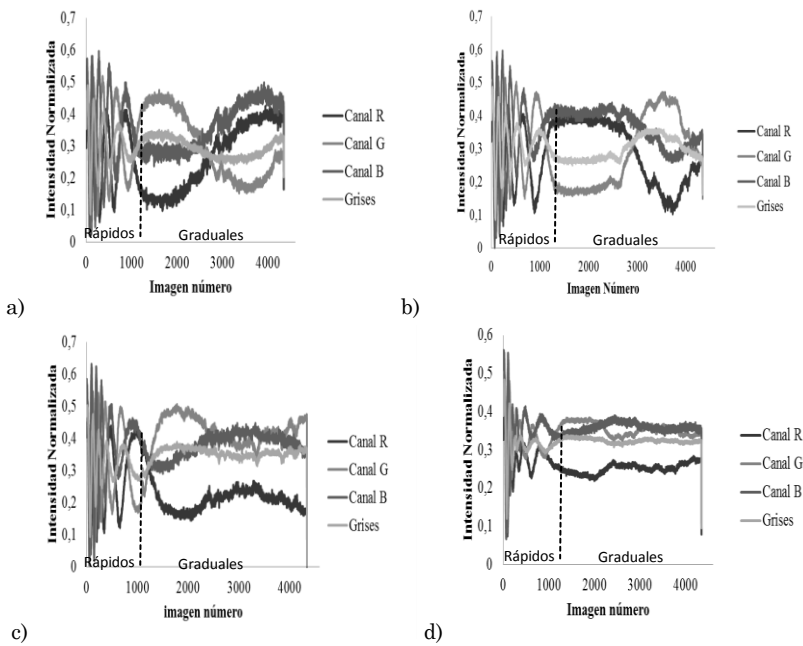 0,7
0,6
0,5
0,4
0,3
0,2
0,1
0
Intensidad Normalizada
Rápidos
Graduales
0 1000 2000 3000 4000
Imagen número
Canal R
Canal G
Canal B
Grises
a)
0,7
0,6
0,5
0,4
0,3
0,2
0,1
0
Intensidad Normalizada
Rápidos
Graduales
0 1000 2000 3000 4000
Imagen Número
Canal R
Canal G
Canal B
Grises
b)
0,7
0,6
0,5
0,4
0,3
0,2
0,1
0
Intensidad Normalizada
Rápidos
Graduales
0 1000 2000 3000 4000
imagen número
Canal R
Canal G
Canal B
Grises
c)
0,6
0,5
0,4
0,3
0,2
0,1
0
Intensidad Normalizada
Rápidos
Graduales
0 1000 2000 3000 4000
Imagen número
Canal R
Canal G
Canal B
Grises
d)